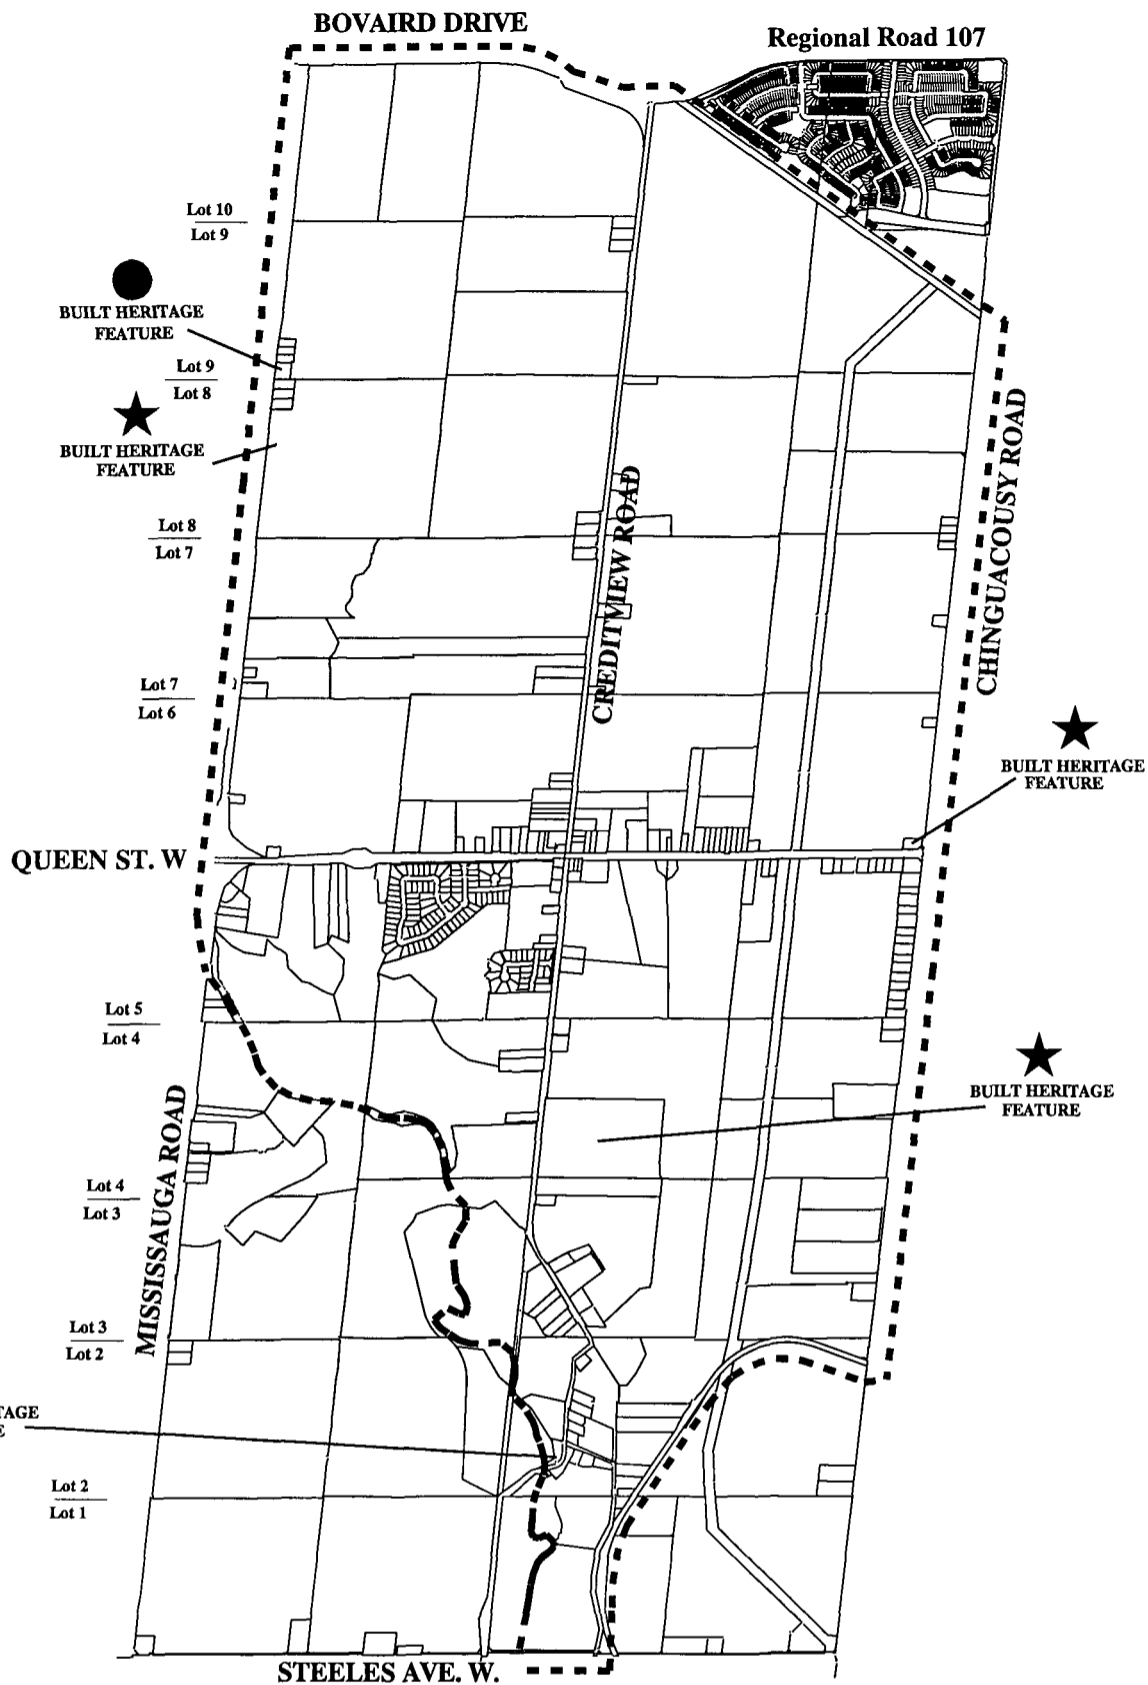 BOVAIRD DRIVE
Regional Road 107
Lot 10
Lot 9
BUILT HERITAGE
FEATURE
Lot 9
Lot 8
BUILT HERITAGE
FEATURE
CHINGUACOUSY ROAD
CREDITVIEW ROAD
Lot 8
Lot 7
Lot 7
Lot 6
BUILT HERITAGE
FEATURE
QUEEN ST. W
Lot 5
Lot 4
BUILT HERITAGE
FEATURE
MISSISSAUGA ROAD
Lot 4
Lot 3
Lot 3
Lot 2
TAGE
E
Lot 2
Lot 1
STEELES AVE. W.